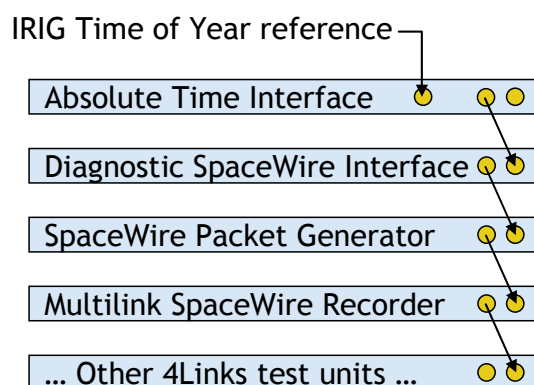 IRIG Time of Year reference
Absolute Time Interface
Diagnostic SpaceWire Interface
SpaceWire Packet Generator
Multilink SpaceWire Recorder
… Other 4Links test units …